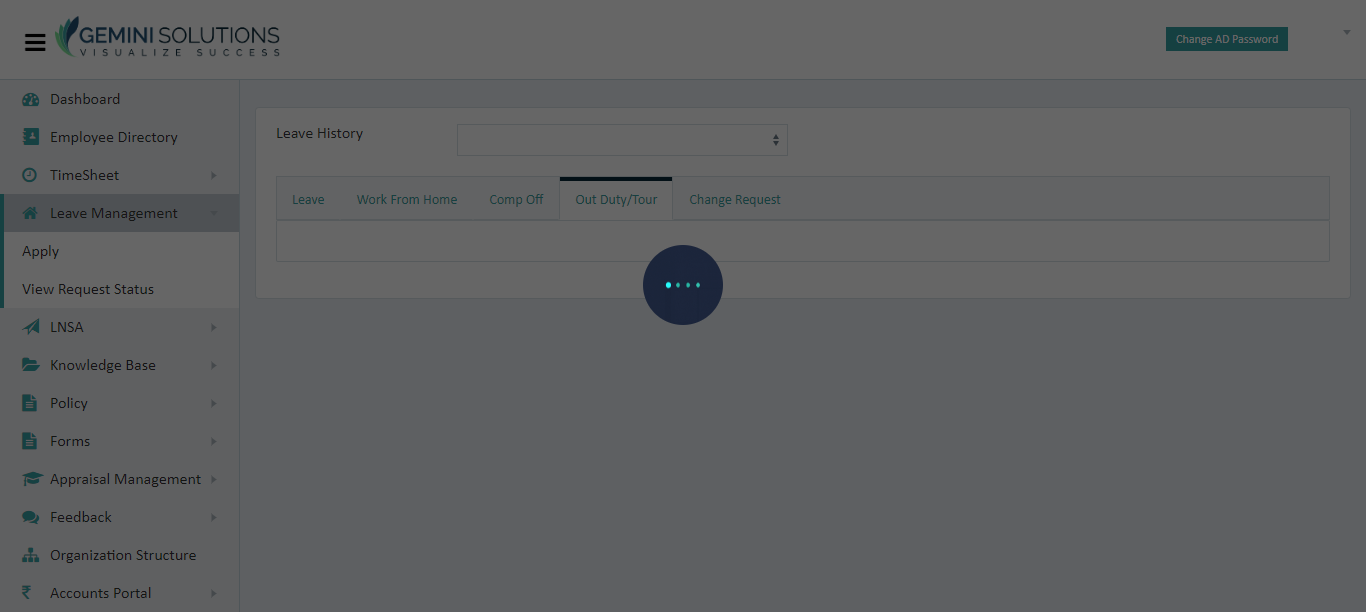 GEMINI SOLUTIONS
VISUALIZE SUCCESS
Change AD Password
Dashboard
Employee Directory
TimeSheet
Leave Management
Apply
View Request Status
LNSA
Knowledge Base
Policy
Forms
Appraisal Management
Feedback
Organization Structure
Accounts Portal
Leave History
Leave Work From Home Comp Off Out Duty/Tour Change Request